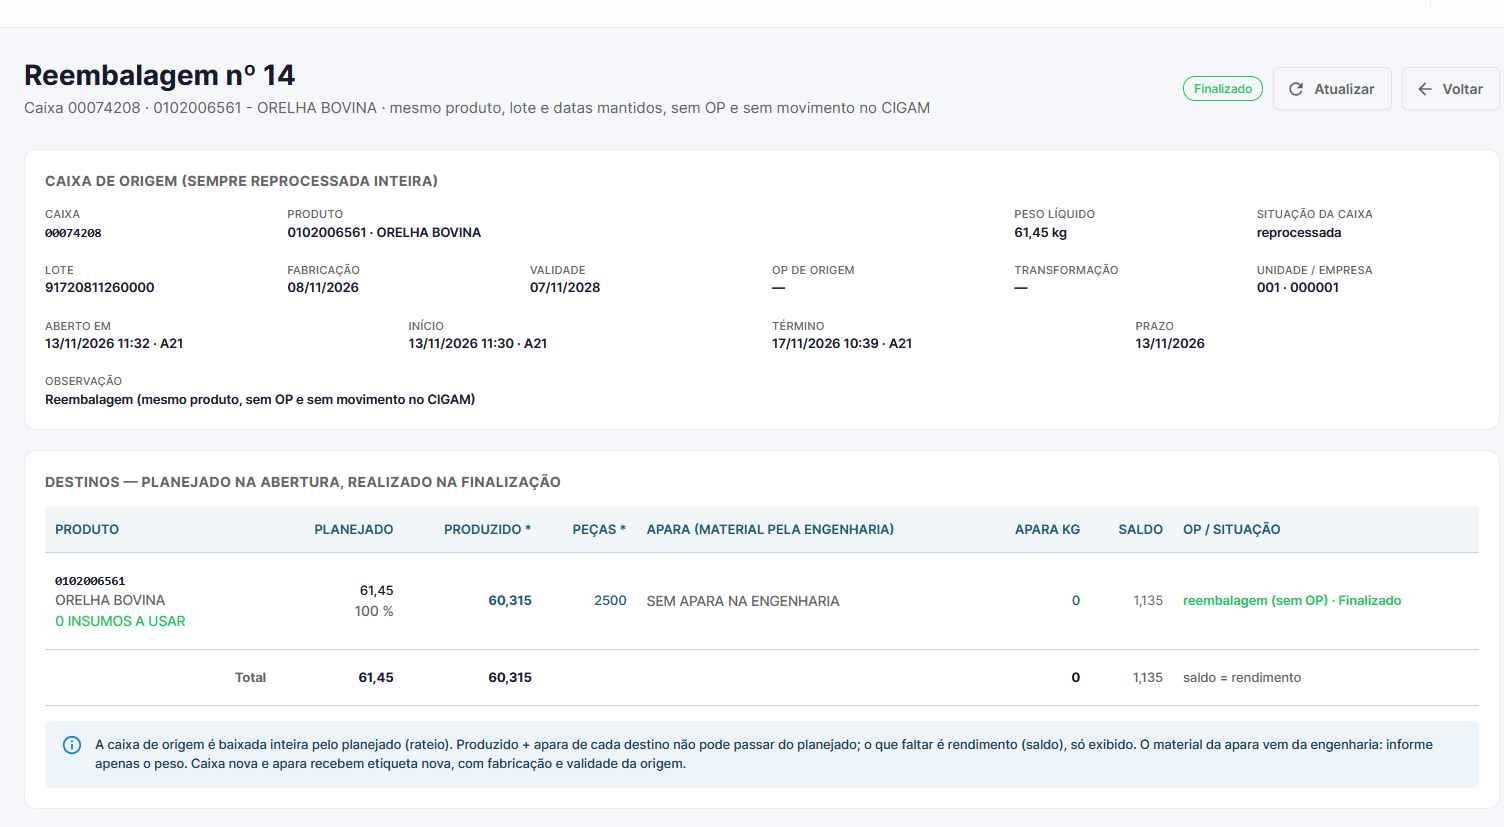 Reembalagem nº 14
Caixa 00074208 · 0102006561 - ORELHA BOVINA · mesmo produto, lote e datas mantidos, sem OP e sem movimento no CIGAM
Finalizado
Atualizar
Voltar
CAIXA DE ORIGEM (SEMPRE REPROCESSADA INTEIRA)
CAIXA
00074208
PRODUTO
0102006561 · ORELHA BOVINA
PESO LÍQUIDO
61,45 kg
SITUAÇÃO DA CAIXA
reprocessada
LOTE
91720811260000
FABRICAÇÃO
08/11/2026
VALIDADE
07/11/2028
OP DE ORIGEM
—
TRANSFORMAÇÃO
—
UNIDADE / EMPRESA
001 · 000001
ABERTO EM
13/11/2026 11:32 · A21
INÍCIO
13/11/2026 11:30 · A21
TÉRMINO
17/11/2026 10:39 · A21
PRAZO
13/11/2026
OBSERVAÇÃO
Reembalagem (mesmo produto, sem OP e sem movimento no CIGAM)
DESTINOS — PLANEJADO NA ABERTURA, REALIZADO NA FINALIZAÇÃO
PRODUTO PLANEJADO PRODUZIDO * PEÇAS * APARA (MATERIAL PELA ENGENHARIA) APARA KG SALDO OP / SITUAÇÃO
0102006561
ORELHA BOVINA
0 INSUMOS A USAR
61,45
100 %
60,315
2500
SEM APARA NA ENGENHARIA
0
1,135
reembalagem (sem OP) · Finalizado
Total 61,45 60,315 0 1,135 saldo = rendimento
A caixa de origem é baixada inteira pelo planejado (rateio). Produzido + apara de cada destino não pode passar do planejado; o que faltar é rendimento (saldo), só exibido. O material da apara vem da engenharia: informe
apenas o peso. Caixa nova e apara recebem etiqueta nova, com fabricação e validade da origem.